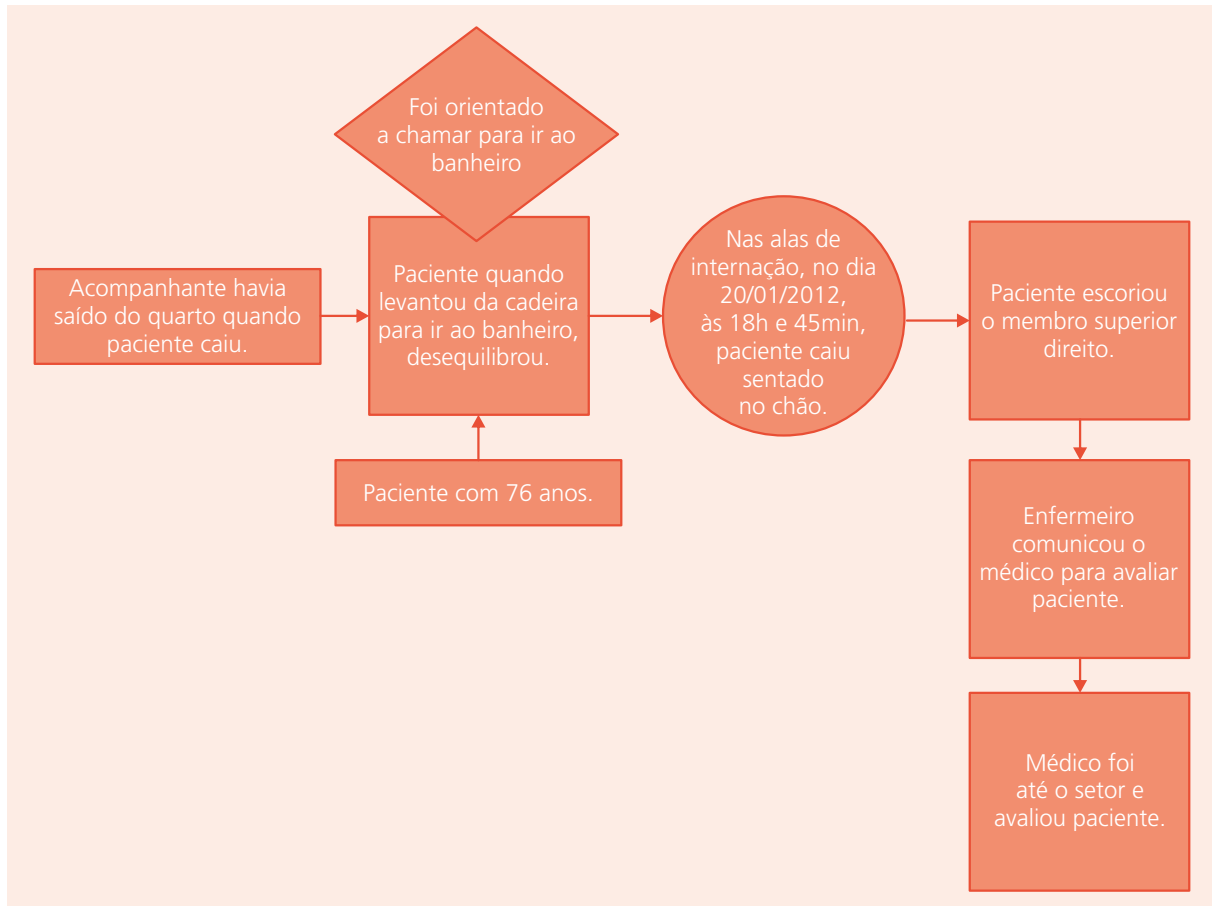 Foi orientado
a chamar para ir ao
banheiro
Acompanhante havia
saído do quarto quando
paciente caiu.
Paciente quando
levantou da cadeira
para ir ao banheiro,
desequilibrou.
Paciente com 76 anos.
Nas alas de
internação, no dia
20/01/2012,
às 18h e 45min,
paciente caiu
sentado
no chão.
Paciente escoriou
o membro superior
direito.
Enfermeiro
comunicou o
médico para avaliar
paciente.
Médico foi
até o setor e
avaliou paciente.